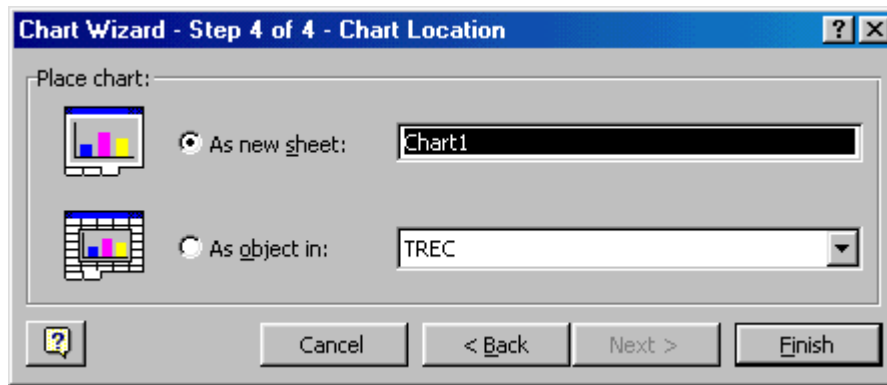 Chart Wizard - Step 4 of 4 - Chart Location
Place chart:
As new sheet: Chart1
As object in: TREC
Cancel < Back Next > Finish